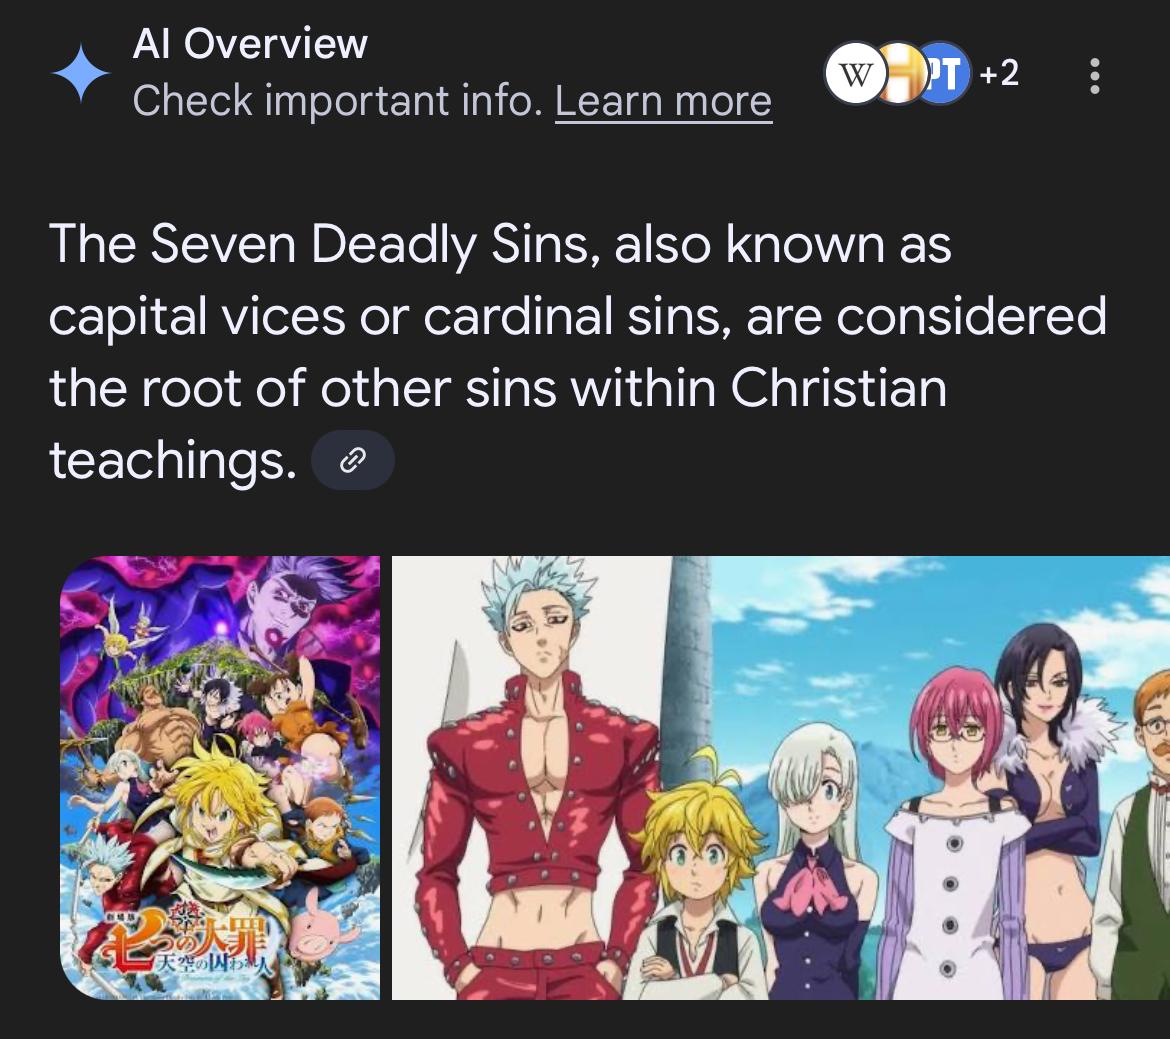 AI Overview
Check important info. Learn more
W
PT
+2
The Seven Deadly Sins, also known as
capital vices or cardinal sins, are considered
the root of other sins within Christian
teachings.
劇場版
七つの大罪
天空の囚われ人